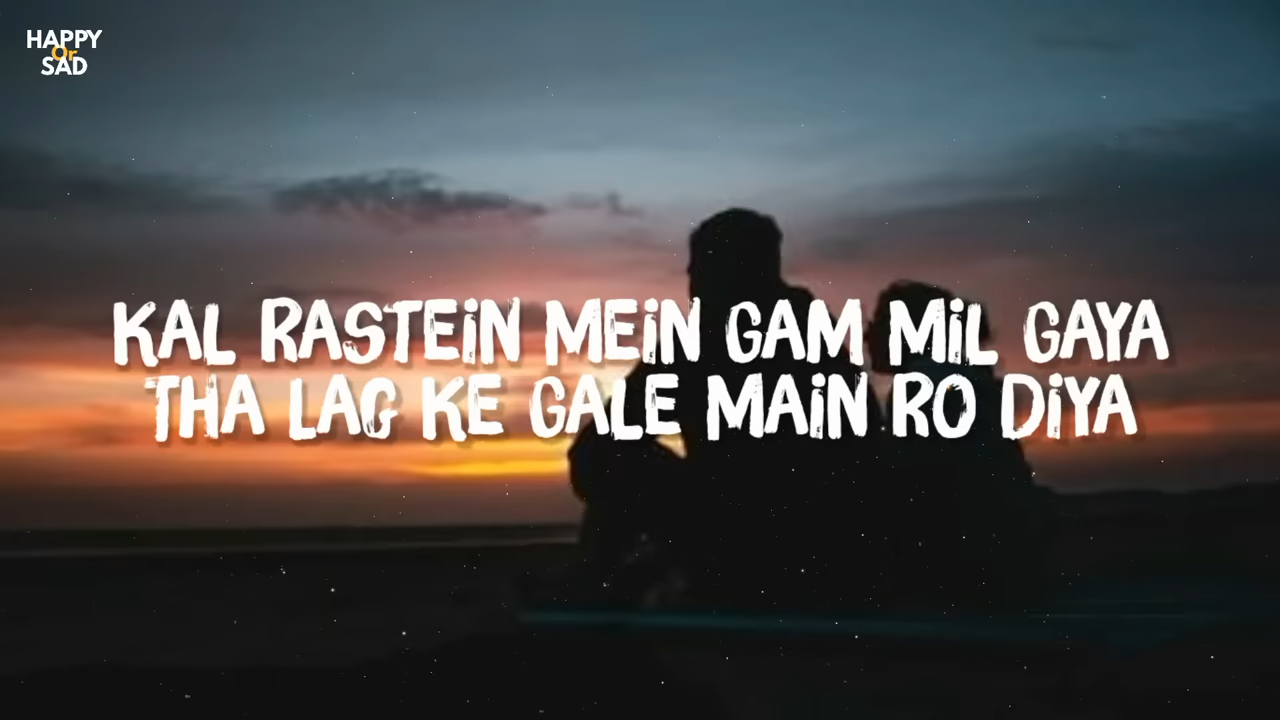 HAPPY
Or
SAD
KAL RASTEiN MEiN GAM MiL GAYA
THA LAG KE GALE MAiN RO DiYA